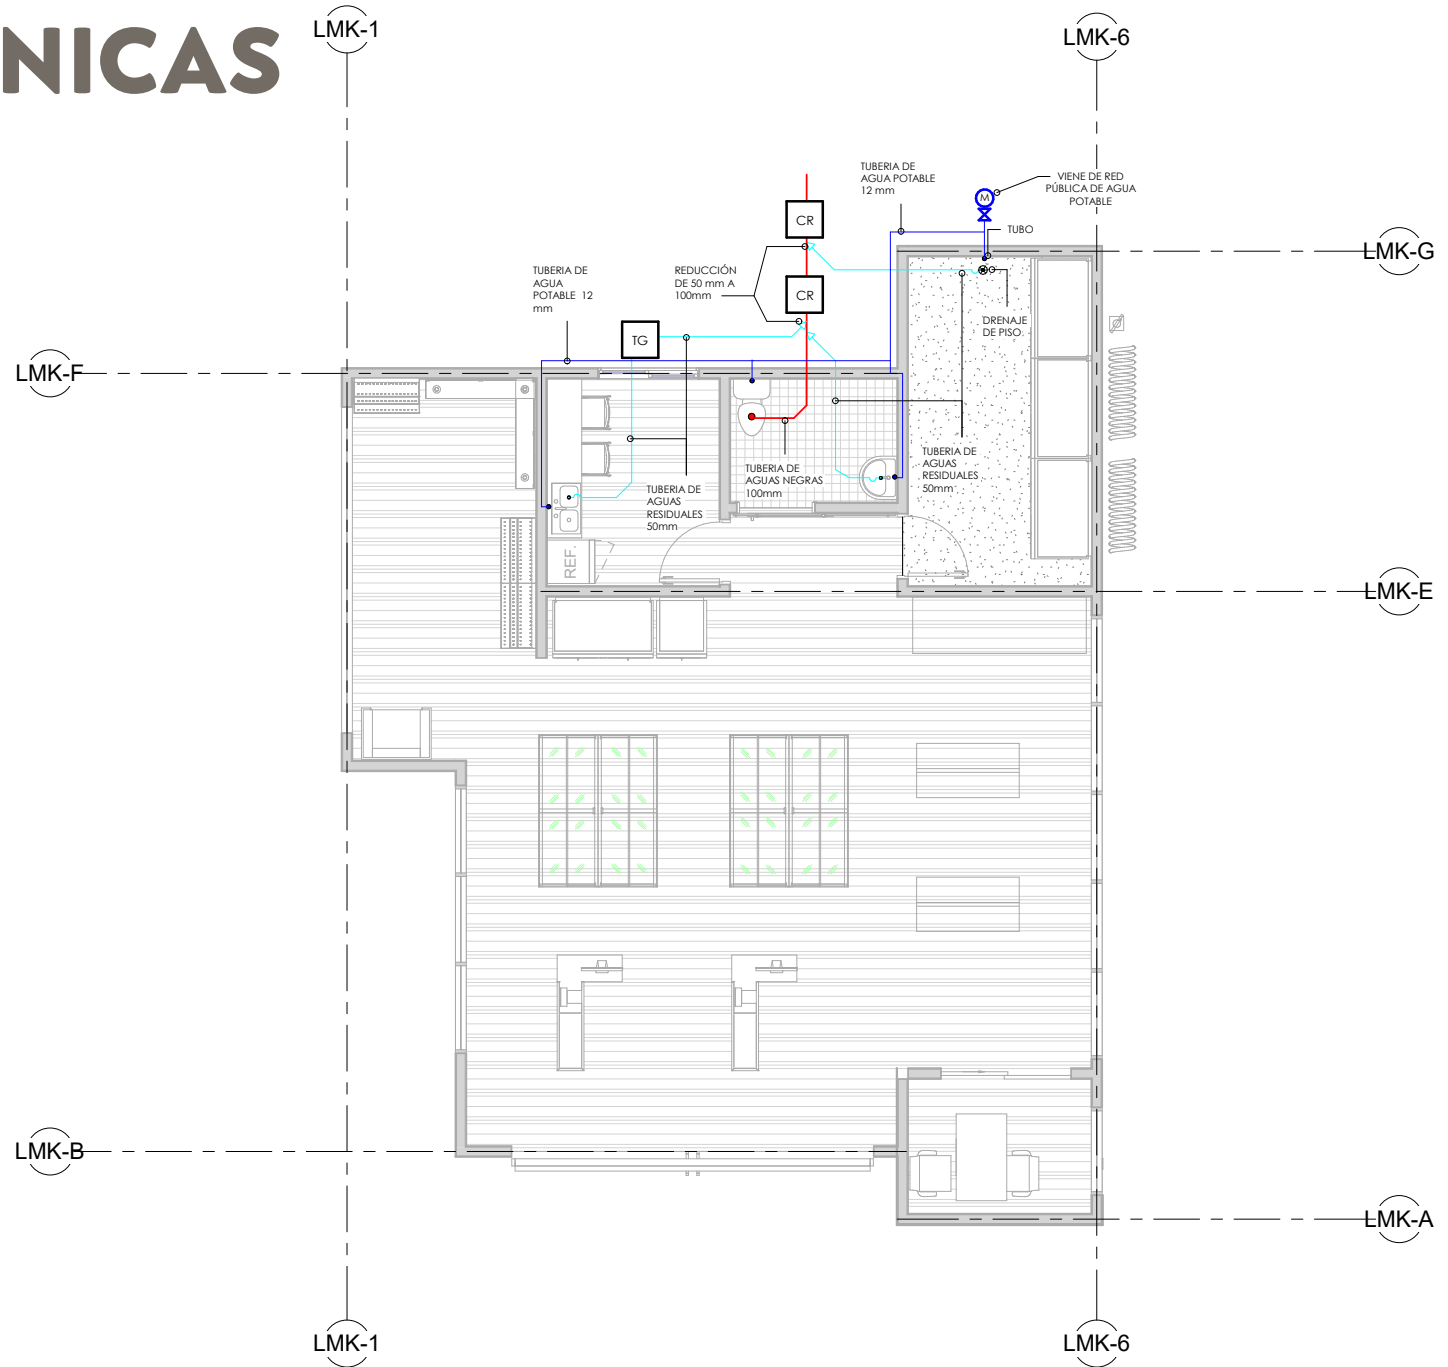 NICAS
LMK-1
LMK-6
TUBERIA DE
AGUA POTABLE
12 mm
VIENE DE RED
PÚBLICA DE AGUA
POTABLE
M
CR
TUBO
LMK-G
TUBERIA DE
AGUA
POTABLE 12
mm
REDUCCIÓN
DE 50 mm A
100mm
CR
DRENAJE
DE PISO
TG
LMK-F
TUBERIA DE
AGUAS NEGRAS
100mm
TUBERIA DE
AGUAS
RESIDUALES
50mm
TUBERIA DE
AGUAS
RESIDUALES
50mm
REF.
LMK-E
LMK-B
LMK-A
LMK-1
LMK-6